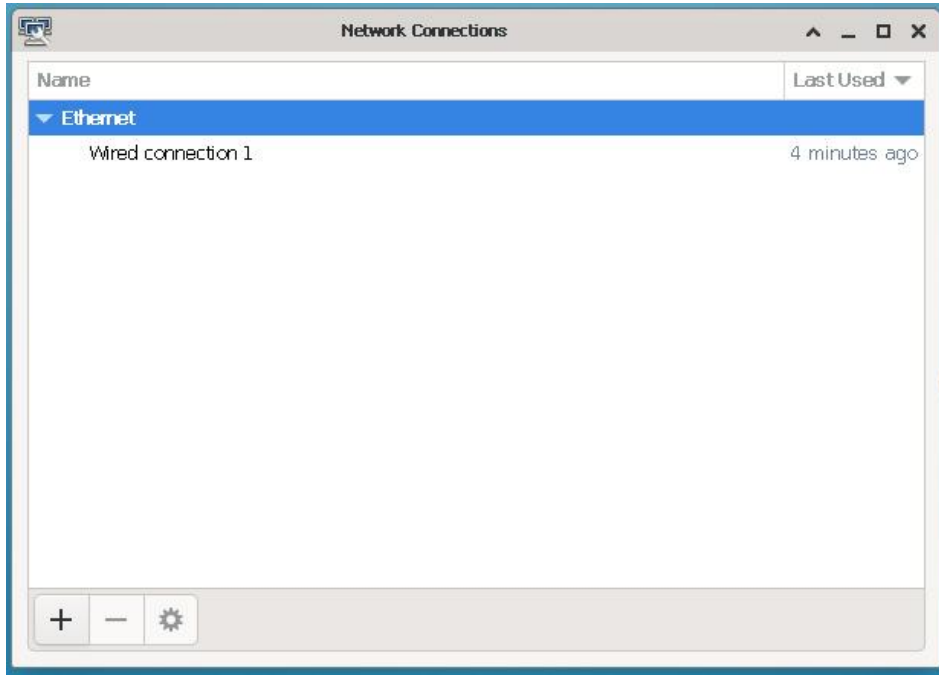 Network Connections
Name Last Used
Ethernet
Wired connection 1 4 minutes ago